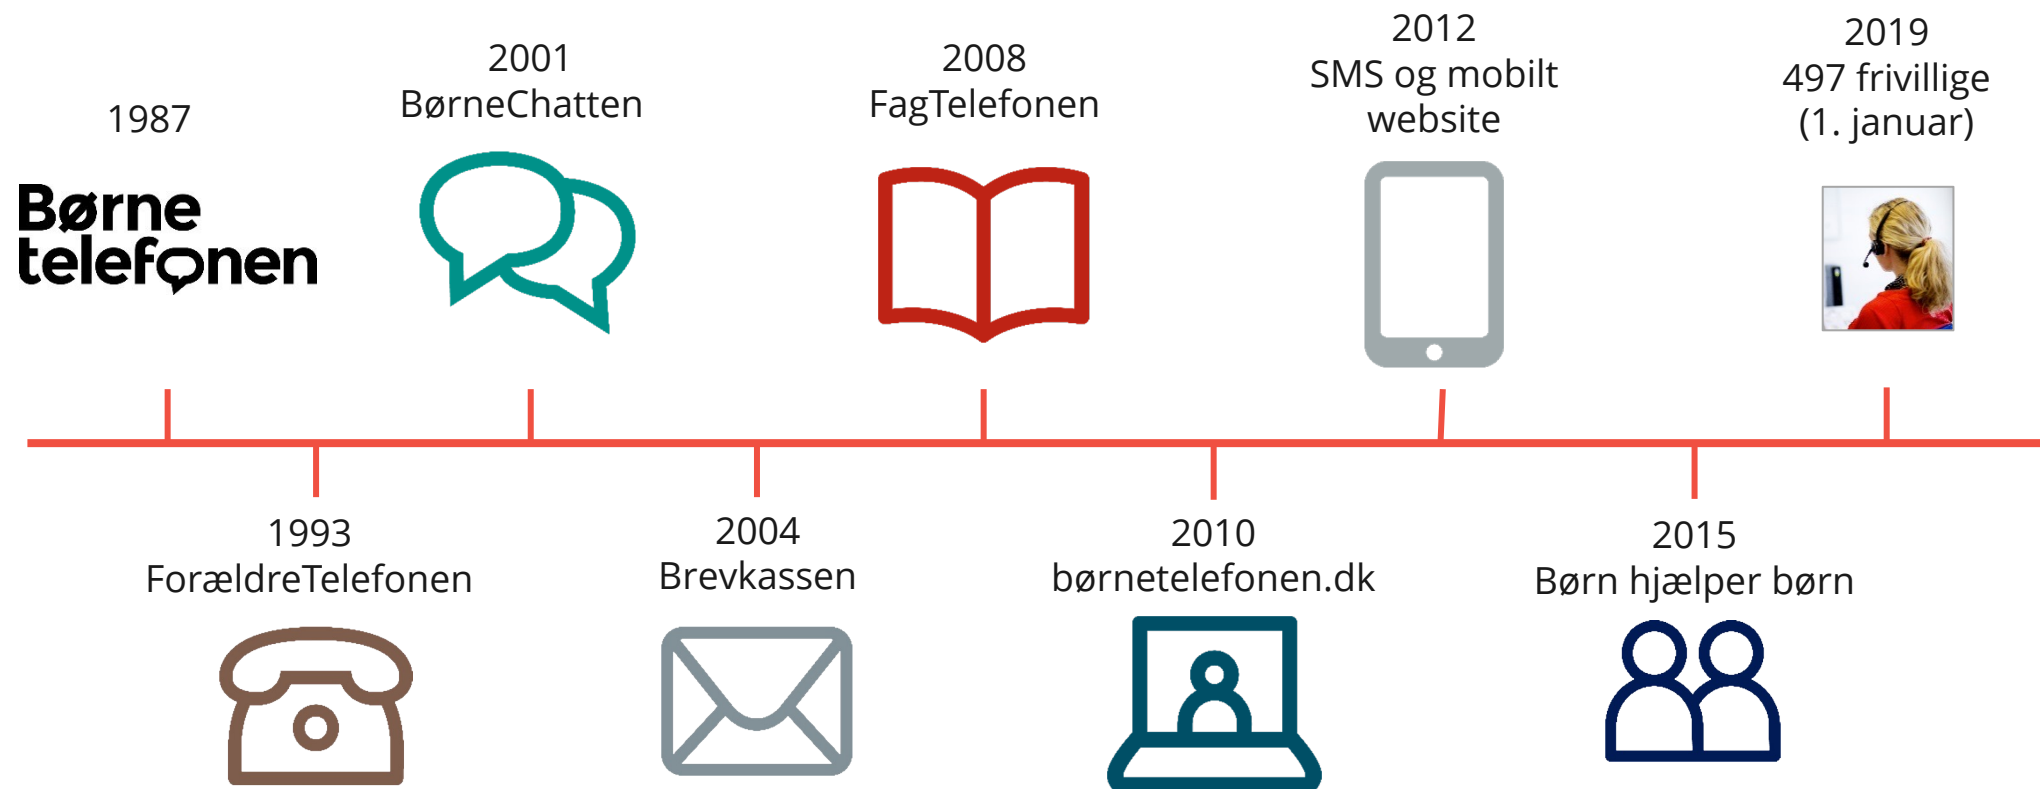 1987
Børne
telefonen
1993
ForældreTelefonen
2001
BørneChatten
2004
Brevkassen
2008
FagTelefonen
2010
børnetelefonen.dk
2012
SMS og mobilt
website
2015
Børn hjælper børn
2019
497 frivillige
(1. januar)